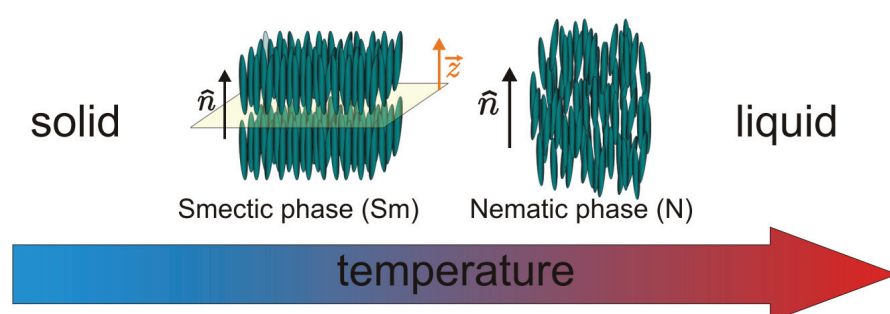 n̂
z⃗
n̂
solid
liquid
Smectic phase (Sm)
Nematic phase (N)
temperature